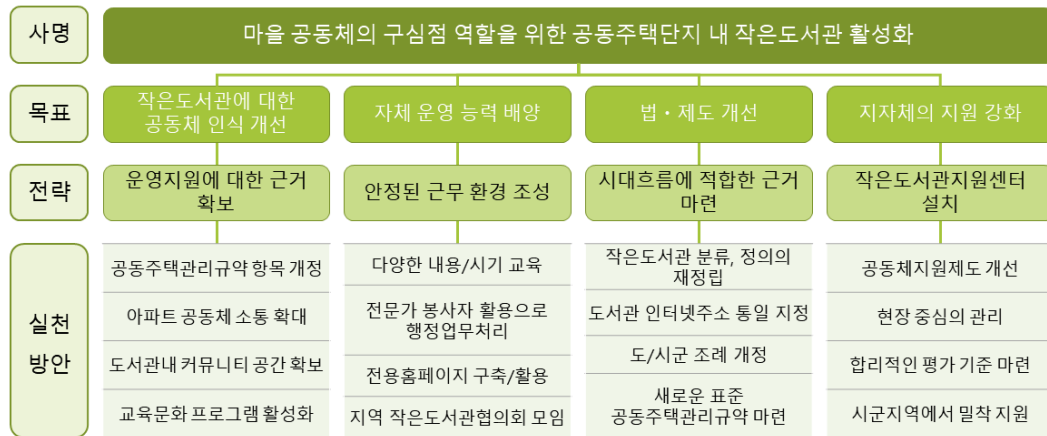 사명
마을 공동체의 구심점 역할을 위한 공동주택단지 내 작은도서관 활성화
목표
작은도서관에 대한
공동체 인식 개선
자체 운영 능력 배양
법・제도 개선
지자체의 지원 강화
전략
운영지원에 대한 근거
확보
안정된 근무 환경 조성
시대흐름에 적합한 근거
마련
작은도서관지원센터
설치
실천
방안
공동주택관리규약 항목 개정
아파트 공동체 소통 확대
도서관내 커뮤니티 공간 확보
교육문화 프로그램 활성화
다양한 내용/시기 교육
전문가 봉사자 활용으로
행정업무처리
전용홈페이지 구축/활용
지역 작은도서관협의회 모임
작은도서관 분류, 정의의
재정립
도서관 인터넷주소 통일 지정
도/시군 조례 개정
새로운 표준
공동주택관리규약 마련
공동체지원제도 개선
현장 중심의 관리
합리적인 평가 기준 마련
시군지역에서 밀착 지원